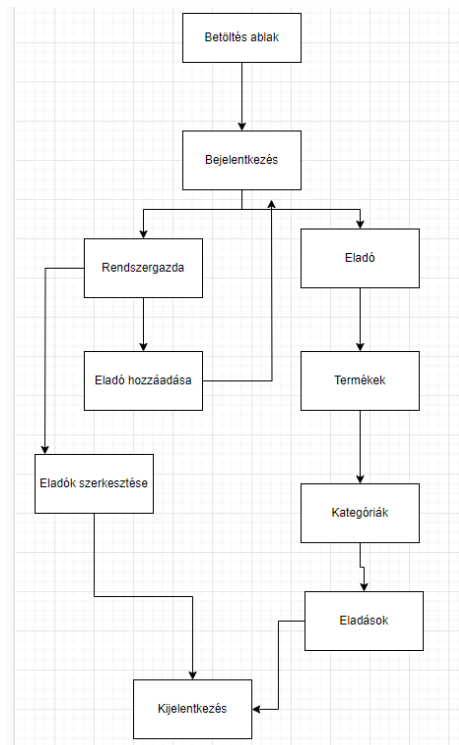 Betöltés ablak
Bejelentkezés
Rendszergazda
Eladó
Eladó hozzáadása
Termékek
Eladók szerkesztése
Kategóriák
Eladások
Kijelentkezés